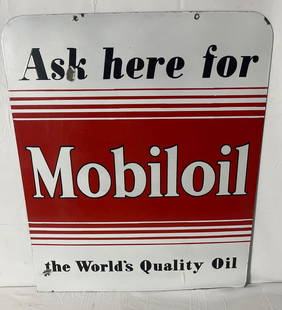 Ask here for
Mobiloil
the World's Quality Oil